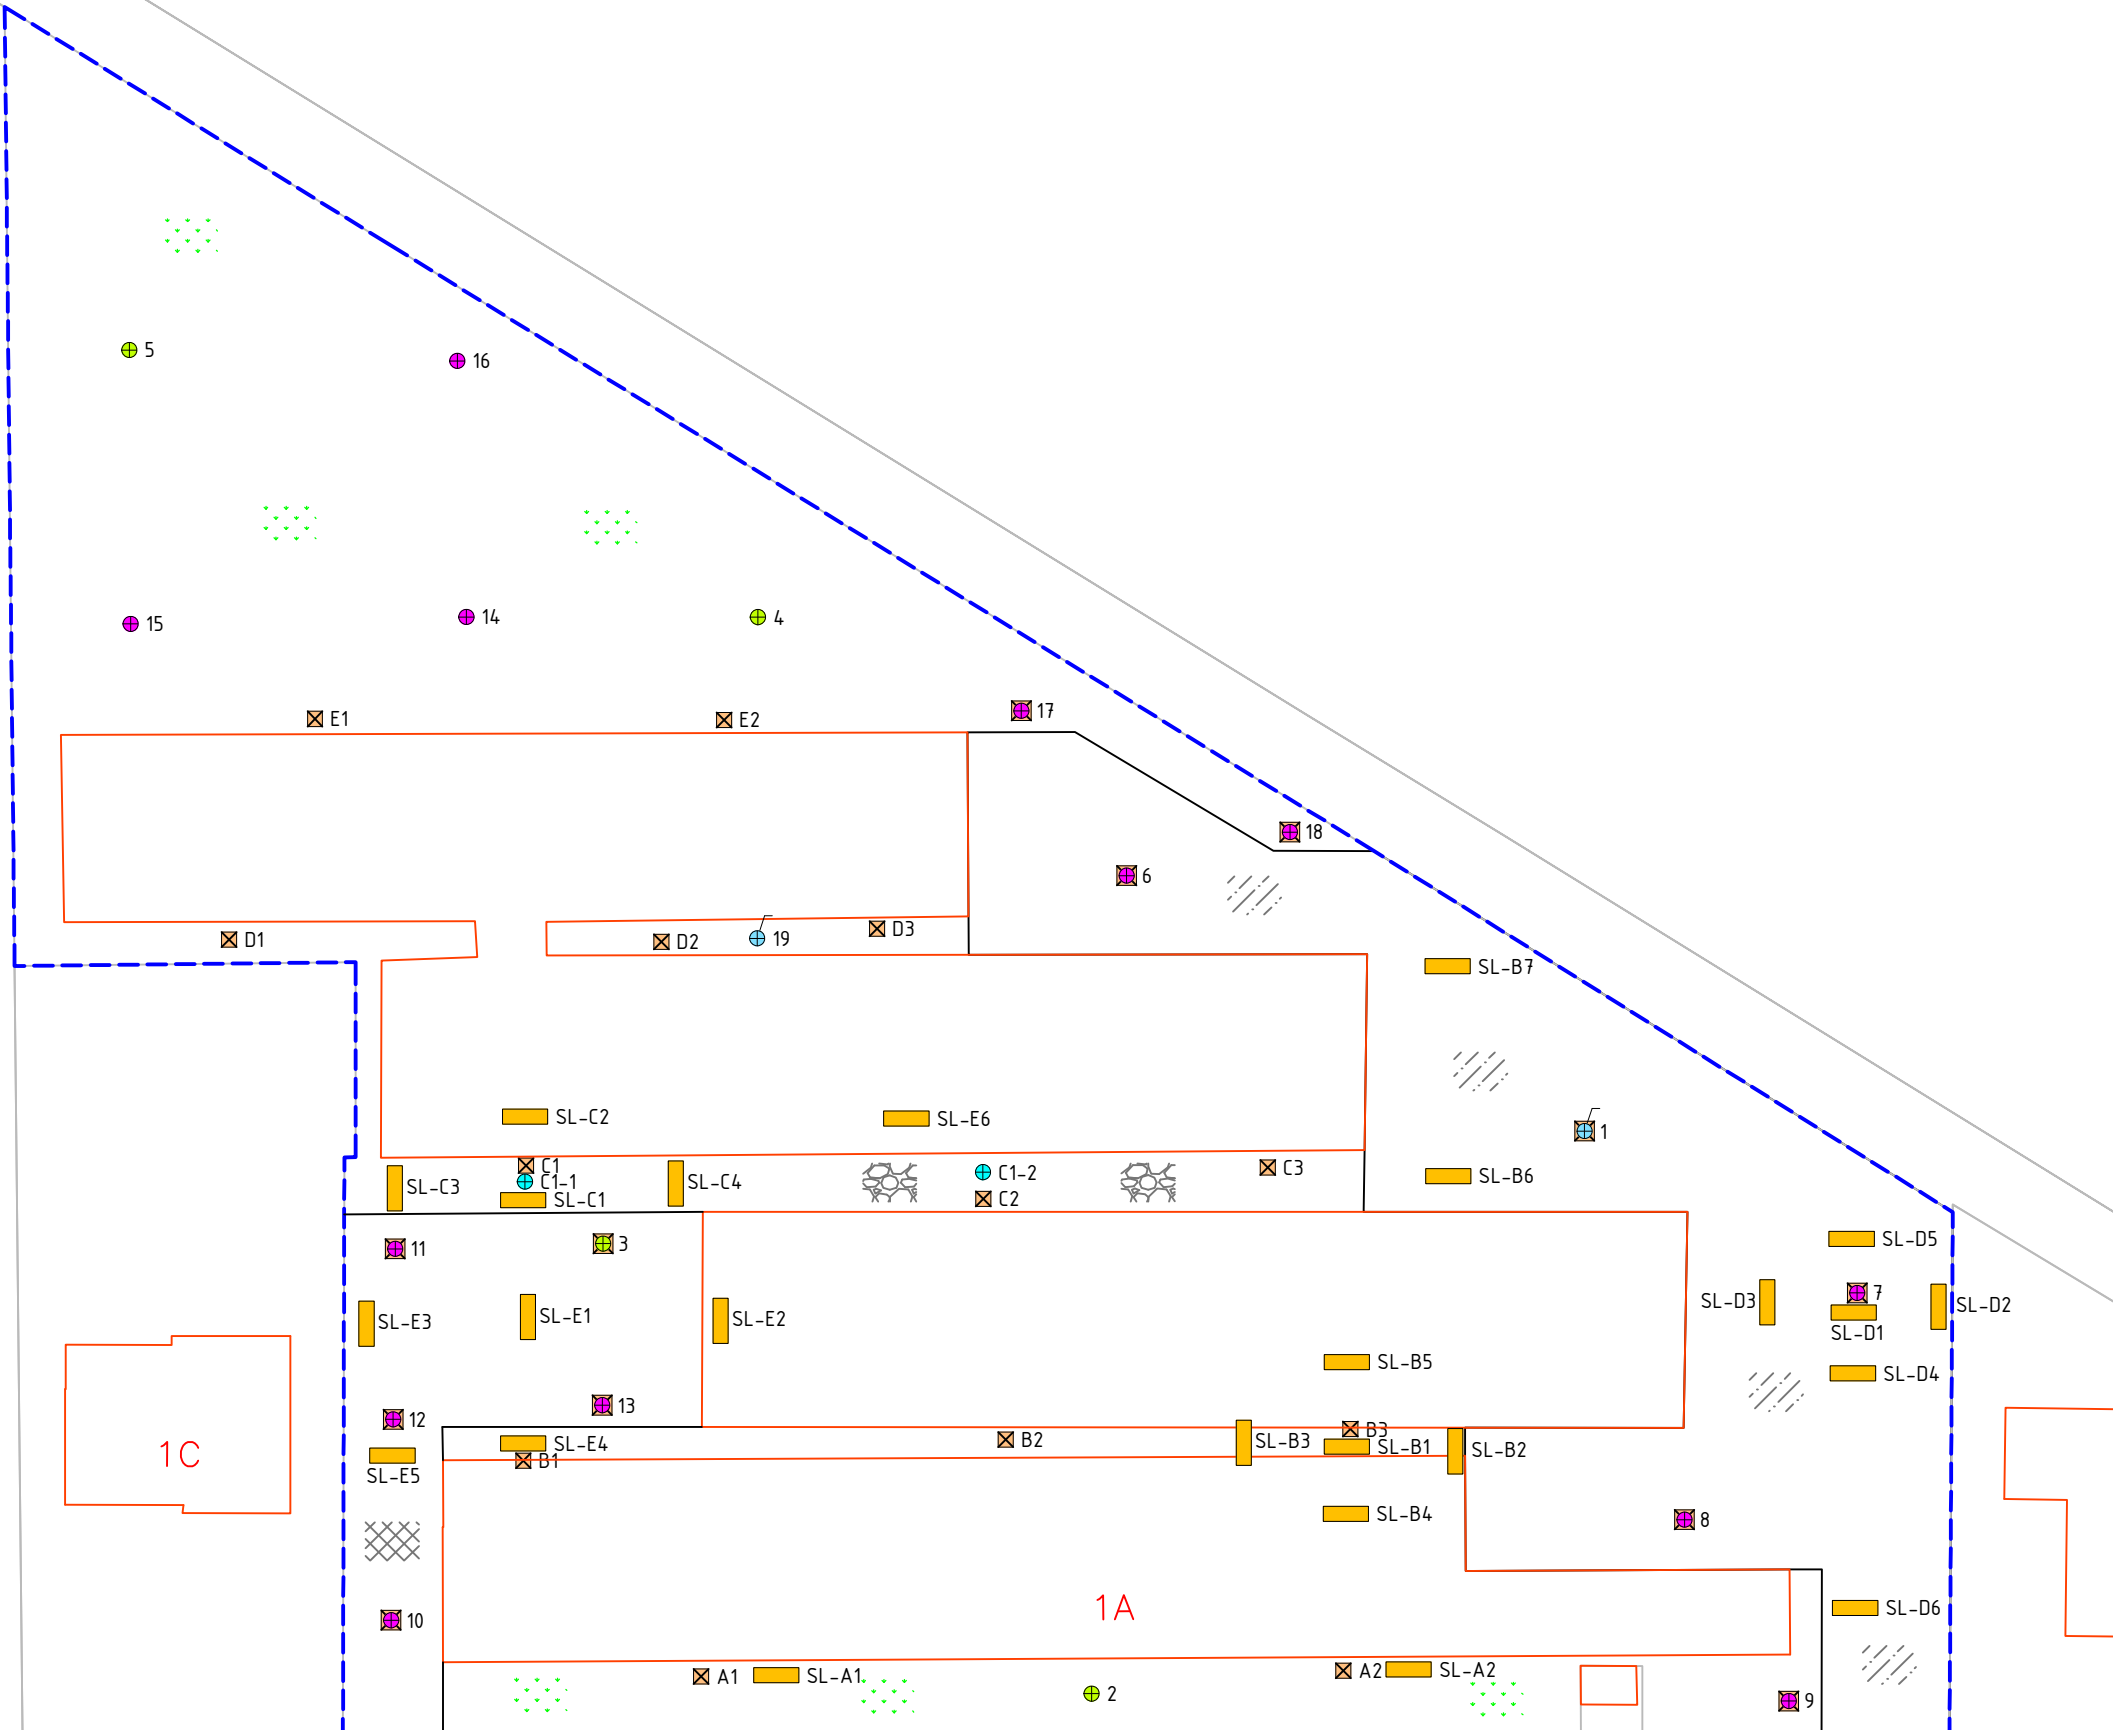 5
16
15
14
4
E1
E2
17
18
6
D1
D2
19
D3
SL-B7
SL-C2
SL-E6
1
C1
C1-1
SL-C3
SL-C1
SL-C4
C1-2
C2
C3
SL-B6
11
3
SL-D5
7
SL-D3
SL-D2
SL-D1
SL-E3
SL-E1
SL-E2
SL-B5
SL-D4
12
13
1C
SL-E4
B1
SL-E5
B2
SL-B3
B3
SL-B1
SL-B2
SL-B4
8
10
1A
SL-D6
A1
SL-A1
2
A2
SL-A2
9